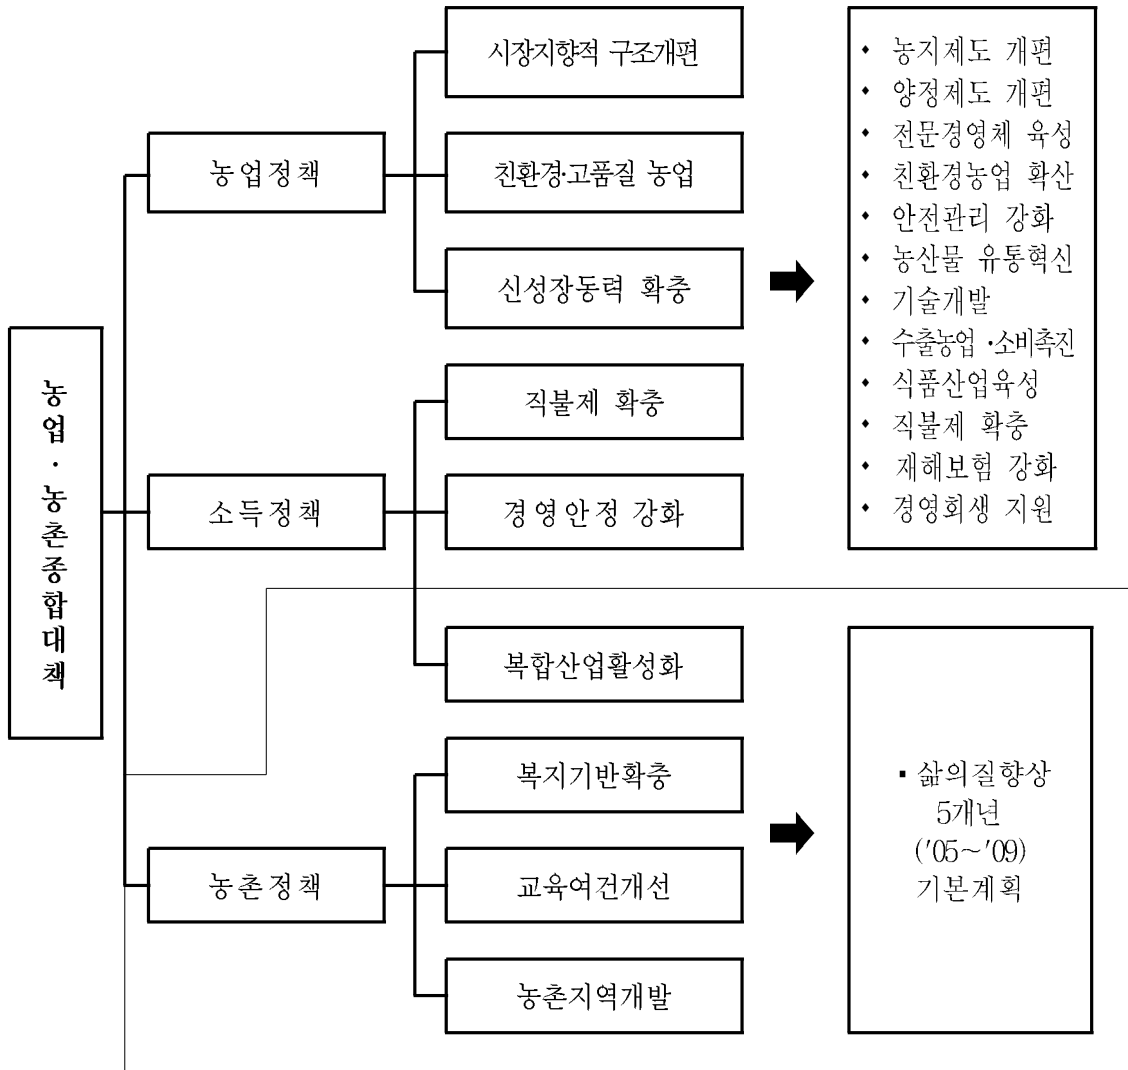 농업·농촌종합대책
농업정책
시장지향적 구조개편
친환경·고품질 농업
신성장동력 확충
소득정책
직불제 확충
경영안정 강화
복합산업활성화
농촌정책
복지기반확충
교육여건개선
농촌지역개발
⬩ 농지제도 개편
⬩ 양정제도 개편
⬩ 전문경영체 육성
⬩ 친환경농업 확산
⬩ 안전관리 강화
⬩ 농산물 유통혁신
⬩ 기술개발
⬩ 수출농업·소비촉진
⬩ 식품산업육성
⬩ 직불제 확충
⬩ 재해보험 강화
⬩ 경영회생 지원
▪ 삶의질향상
5개년
('05~'09)
기본계획